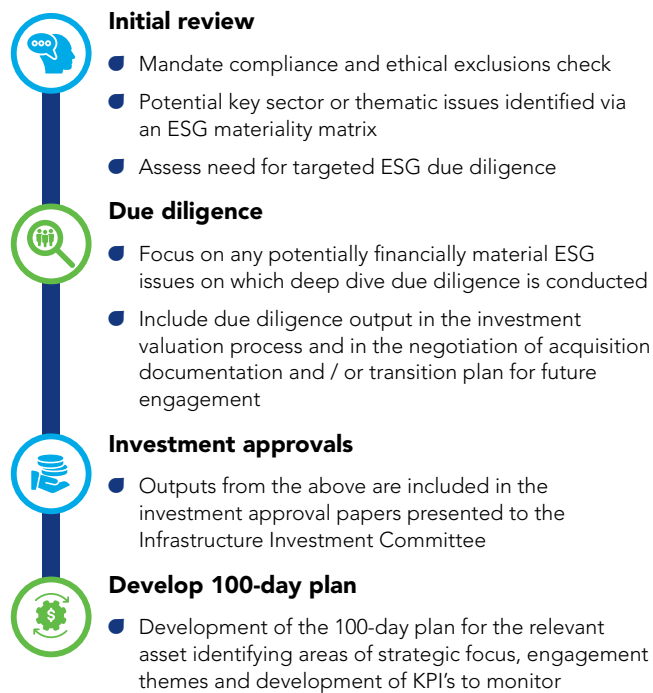 Initial review
Mandate compliance and ethical exclusions check
Potential key sector or thematic issues identified via
an ESG materiality matrix
Assess need for targeted ESG due diligence
Due diligence
Focus on any potentially financially material ESG
issues on which deep dive due diligence is conducted
Include due diligence output in the investment
valuation process and in the negotiation of acquisition
documentation and / or transition plan for future
engagement
Investment approvals
Outputs from the above are included in the
investment approval papers presented to the
Infrastructure Investment Committee
Develop 100-day plan
Development of the 100-day plan for the relevant
asset identifying areas of strategic focus, engagement
themes and development of KPI's to monitor